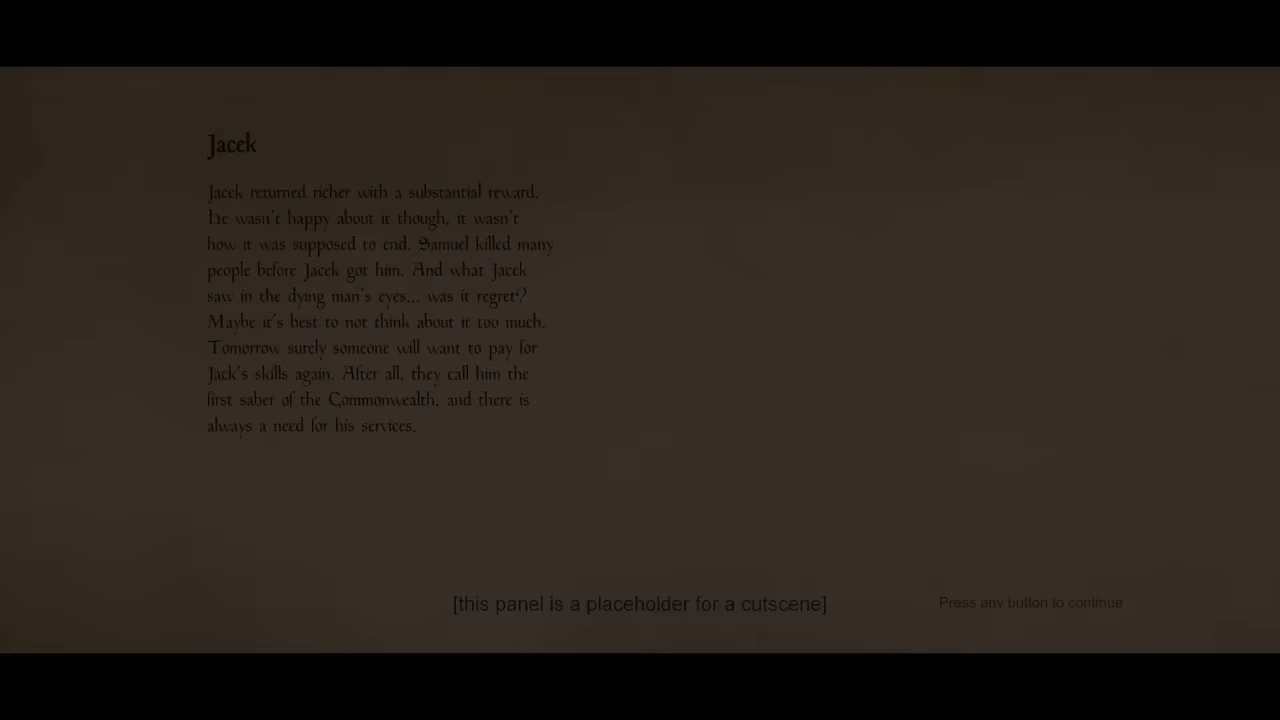 Jacek
Jacek returned richer with a substantial reward.
He wasn't happy about it though, it wasn't
how it was supposed to end. Samuel killed many
people before Jacek got him. And what Jacek
saw in the dying man's eyes... was it regret?
Maybe it's best to not think about it too much.
Tomorrow surely someone will want to pay for
Jack's skills again. After all, they call him the
first saber of the Commonwealth, and there is
always a need for his services.
[this panel is a placeholder for a cutscene]
Press any button to continue